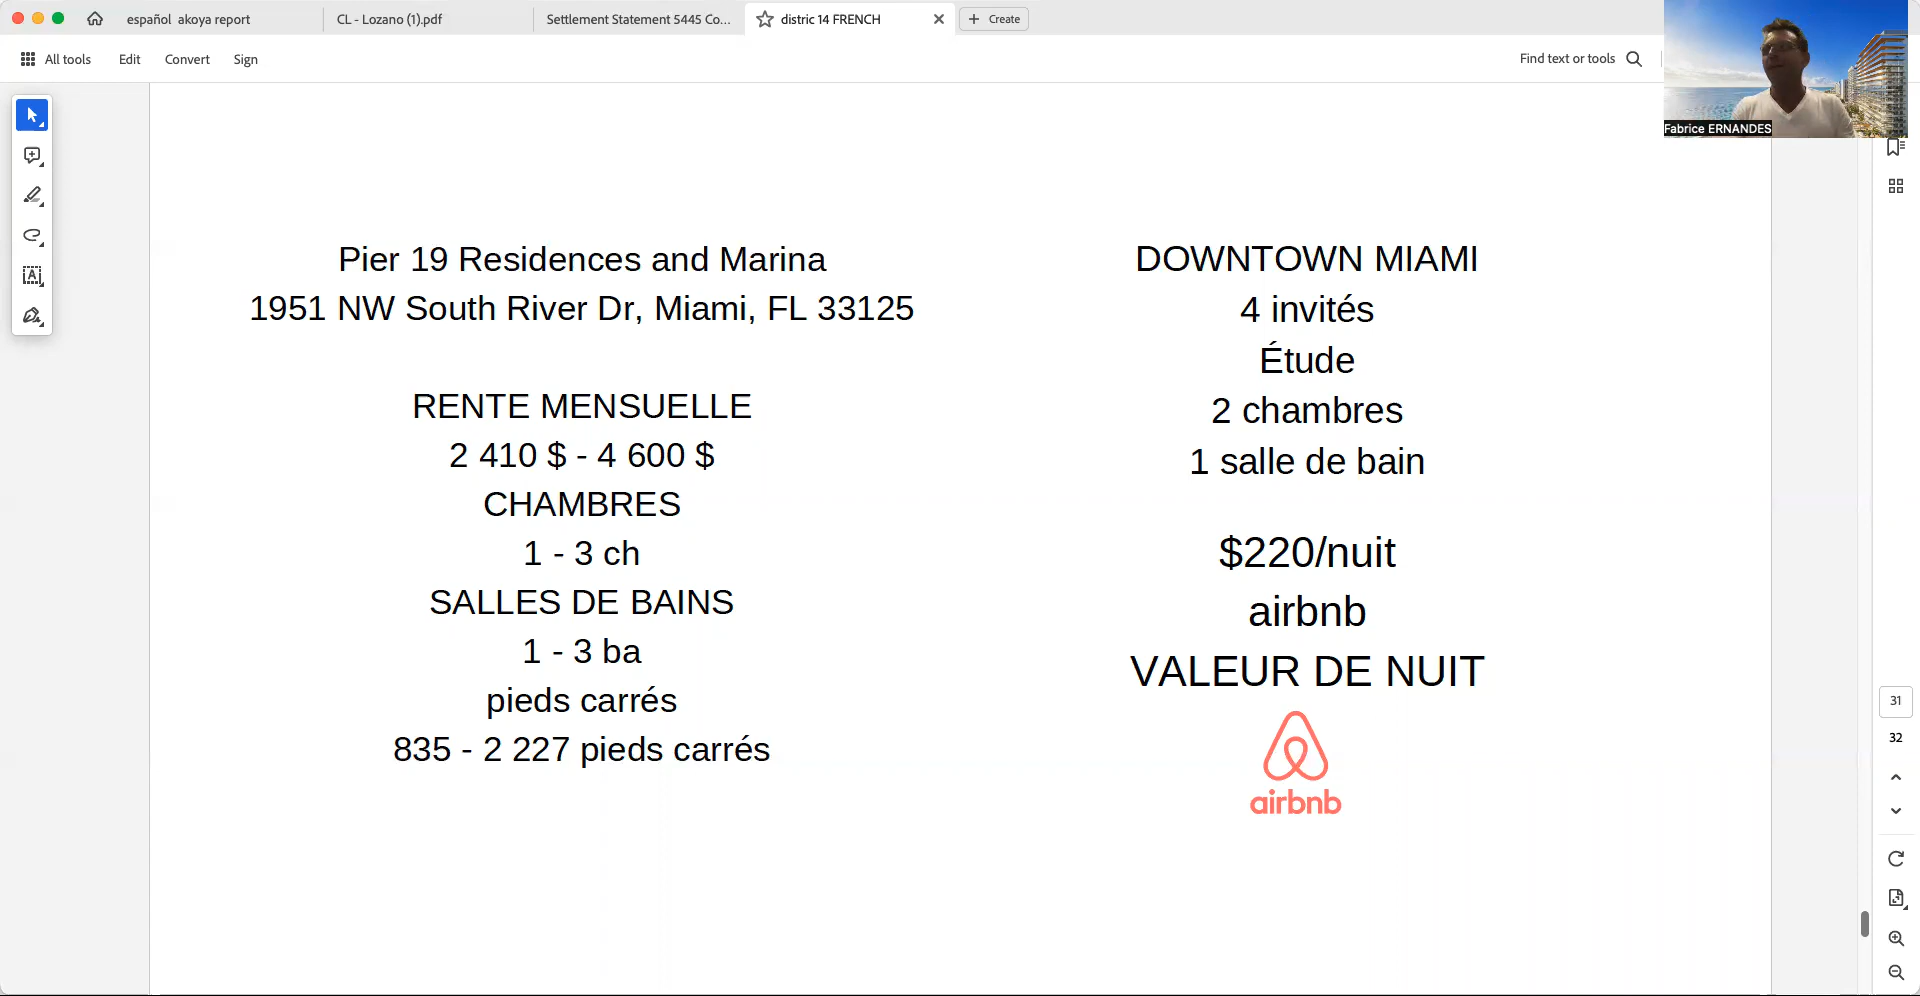 español akoya report
CL - Lozano (1).pdf
Settlement Statement 5445 Co...
distric 14 FRENCH
Create
All tools
Edit
Convert
Sign
Find text or tools
Fabrice ERNANDES
Pier 19 Residences and Marina
1951 NW South River Dr, Miami, FL 33125
RENTE MENSUELLE
2 410 $ - 4 600 $
CHAMBRES
1 - 3 ch
SALLES DE BAINS
1 - 3 ba
pieds carrés
835 - 2 227 pieds carrés
DOWNTOWN MIAMI
4 invités
Étude
2 chambres
1 salle de bain
$220/nuit
airbnb
VALEUR DE NUIT
airbnb
31
32